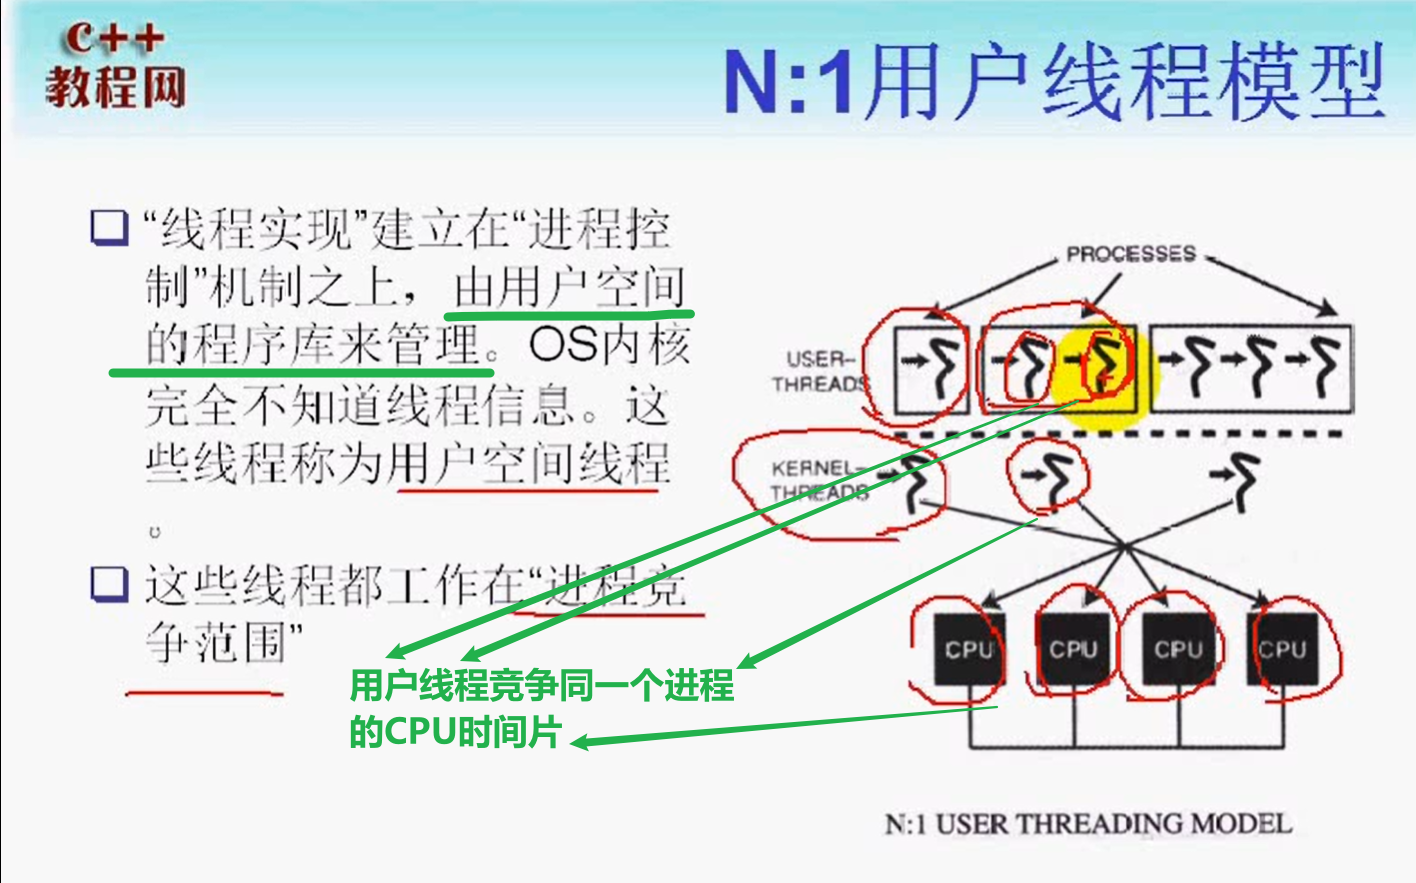 C++
教程网
N:1用户线程模型
“线程实现”建立在“进程控
制”机制之上，由用户空间
的程序库来管理。OS内核
完全不知道线程信息。这
些线程称为用户空间线程
。
这些线程都工作在“进程竞
争范围”
用户线程竞争同一个进程
的CPU时间片
PROCESSES
USER-
THREADS
KERNEL-
THREADS
CPU CPU CPU CPU
N:1 USER THREADING MODEL